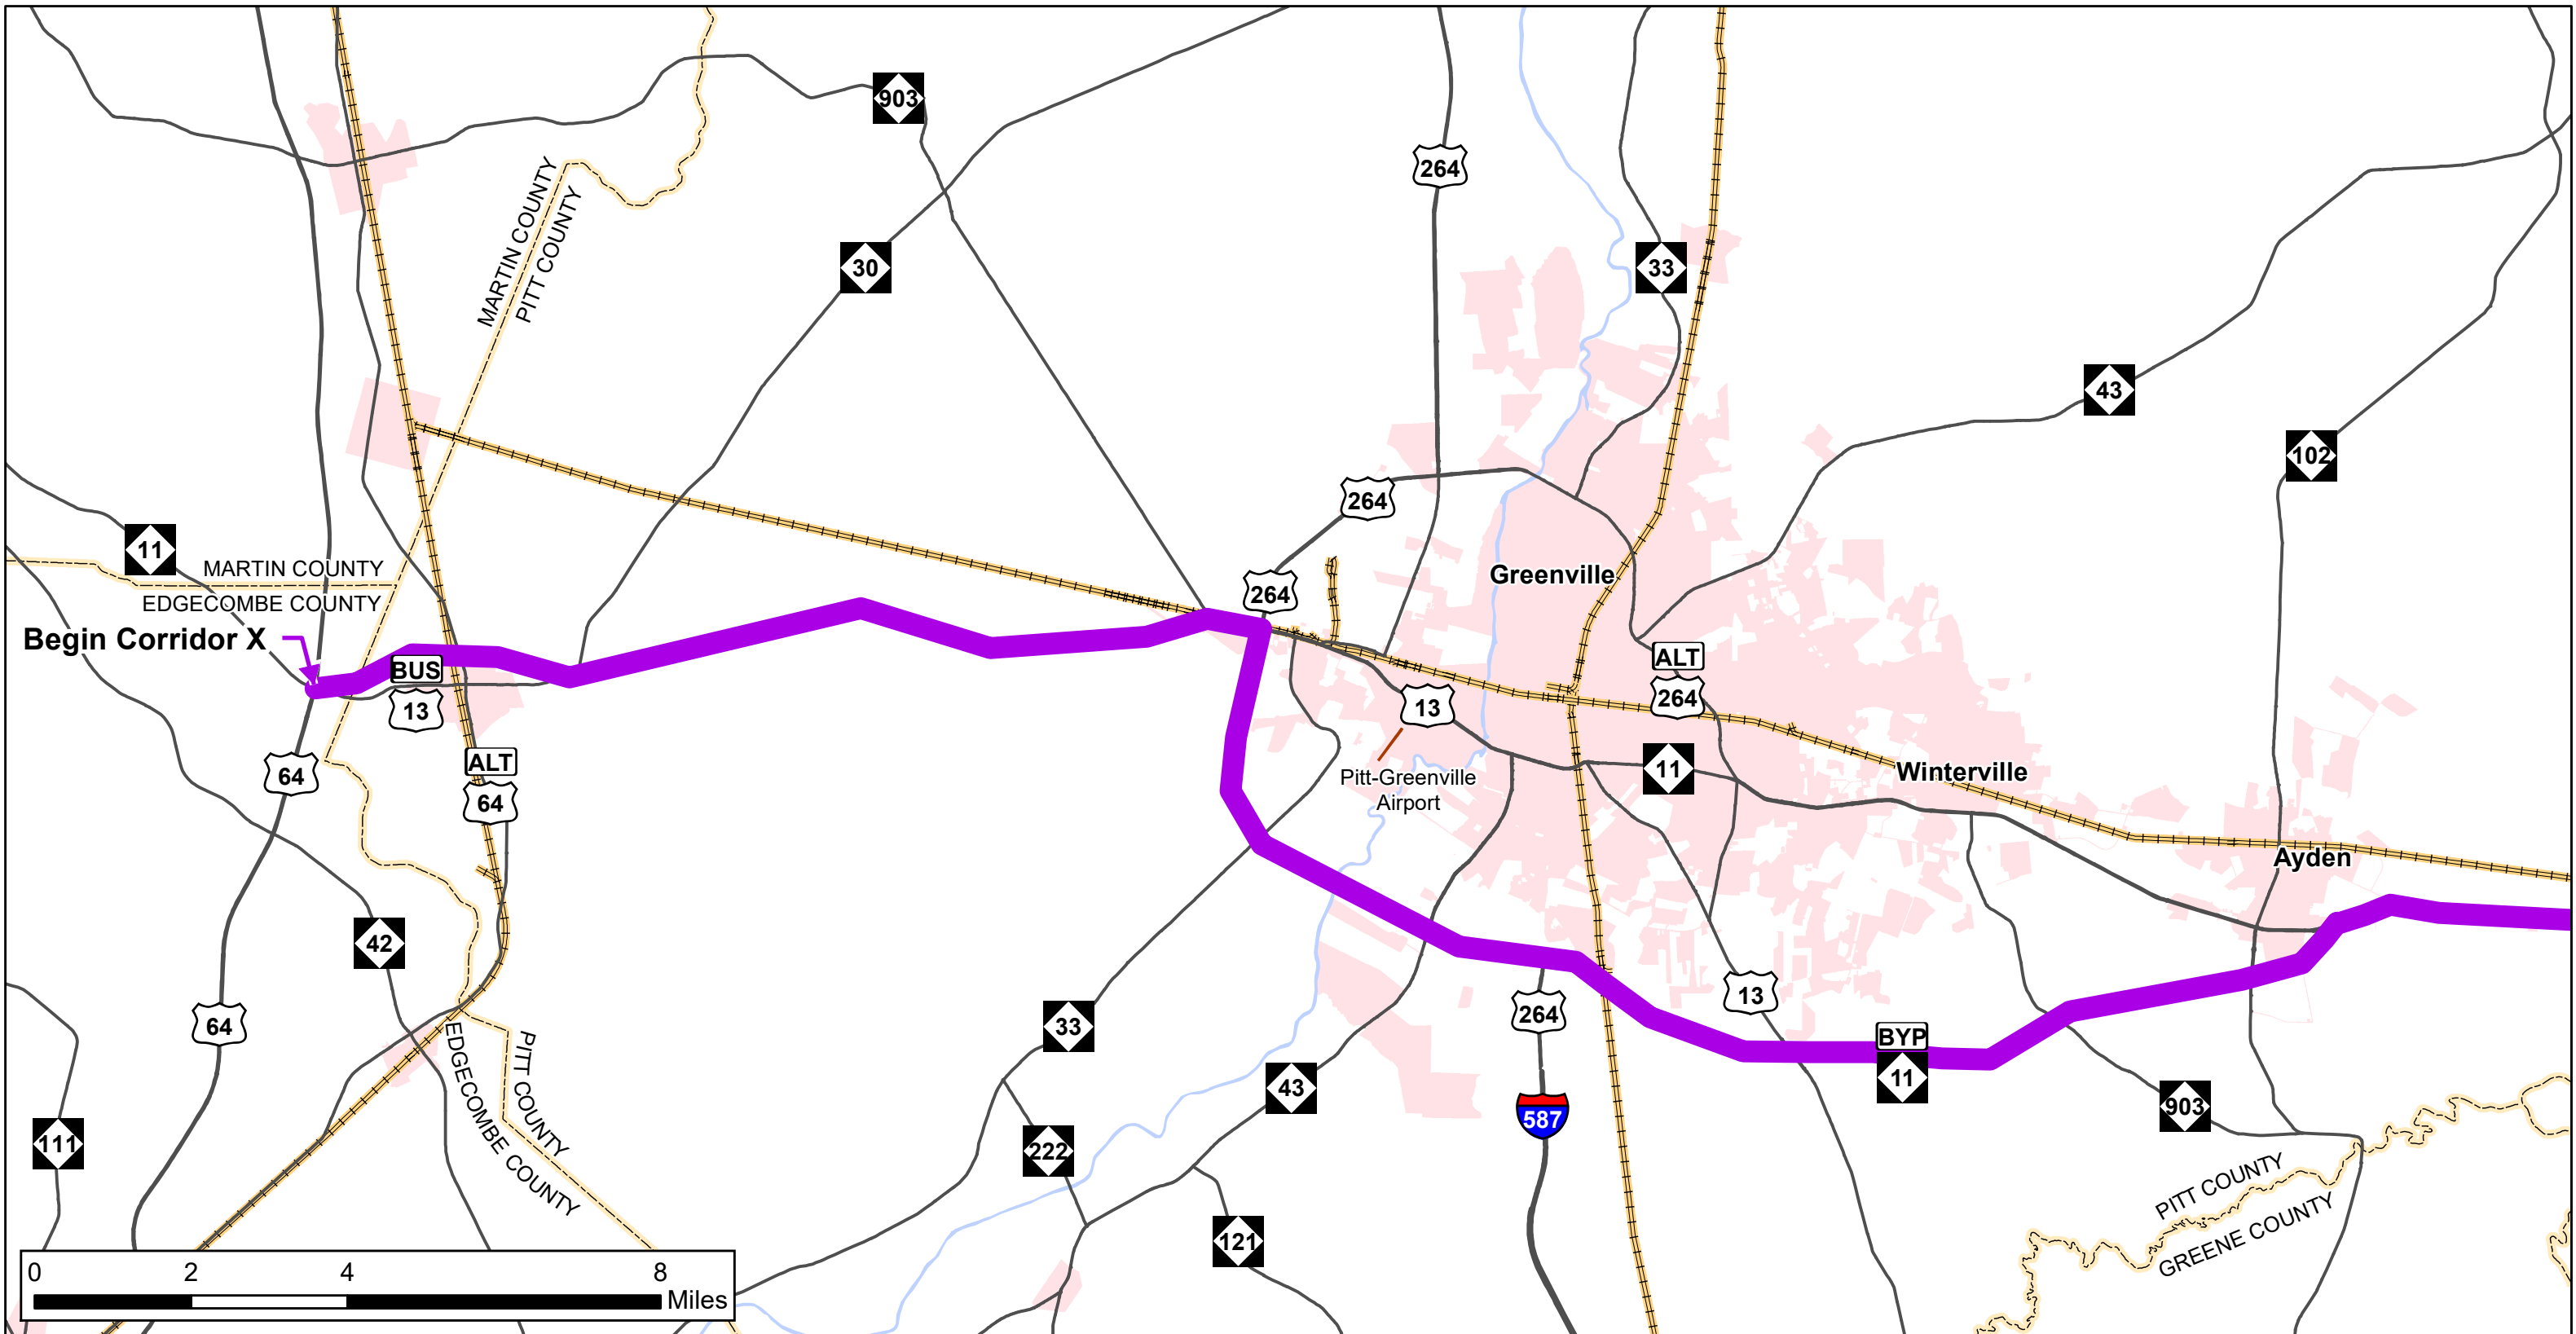 903
264
MARTIN COUNTY
PITT COUNTY
30
33
43
102
264
11
MARTIN COUNTY
EDGECOMBE COUNTY
264
Greenville
Begin Corridor X
BUS
13
ALT
264
13
64
ALT
64
Pitt-Greenville
Airport
11
Winterville
Ayden
42
13
264
64
33
BYP
11
43
587
903
111
222
PITT COUNTY
EDGECOMBE COUNTY
121
PITT COUNTY
GREENE COUNTY
0 2 4 8
Miles